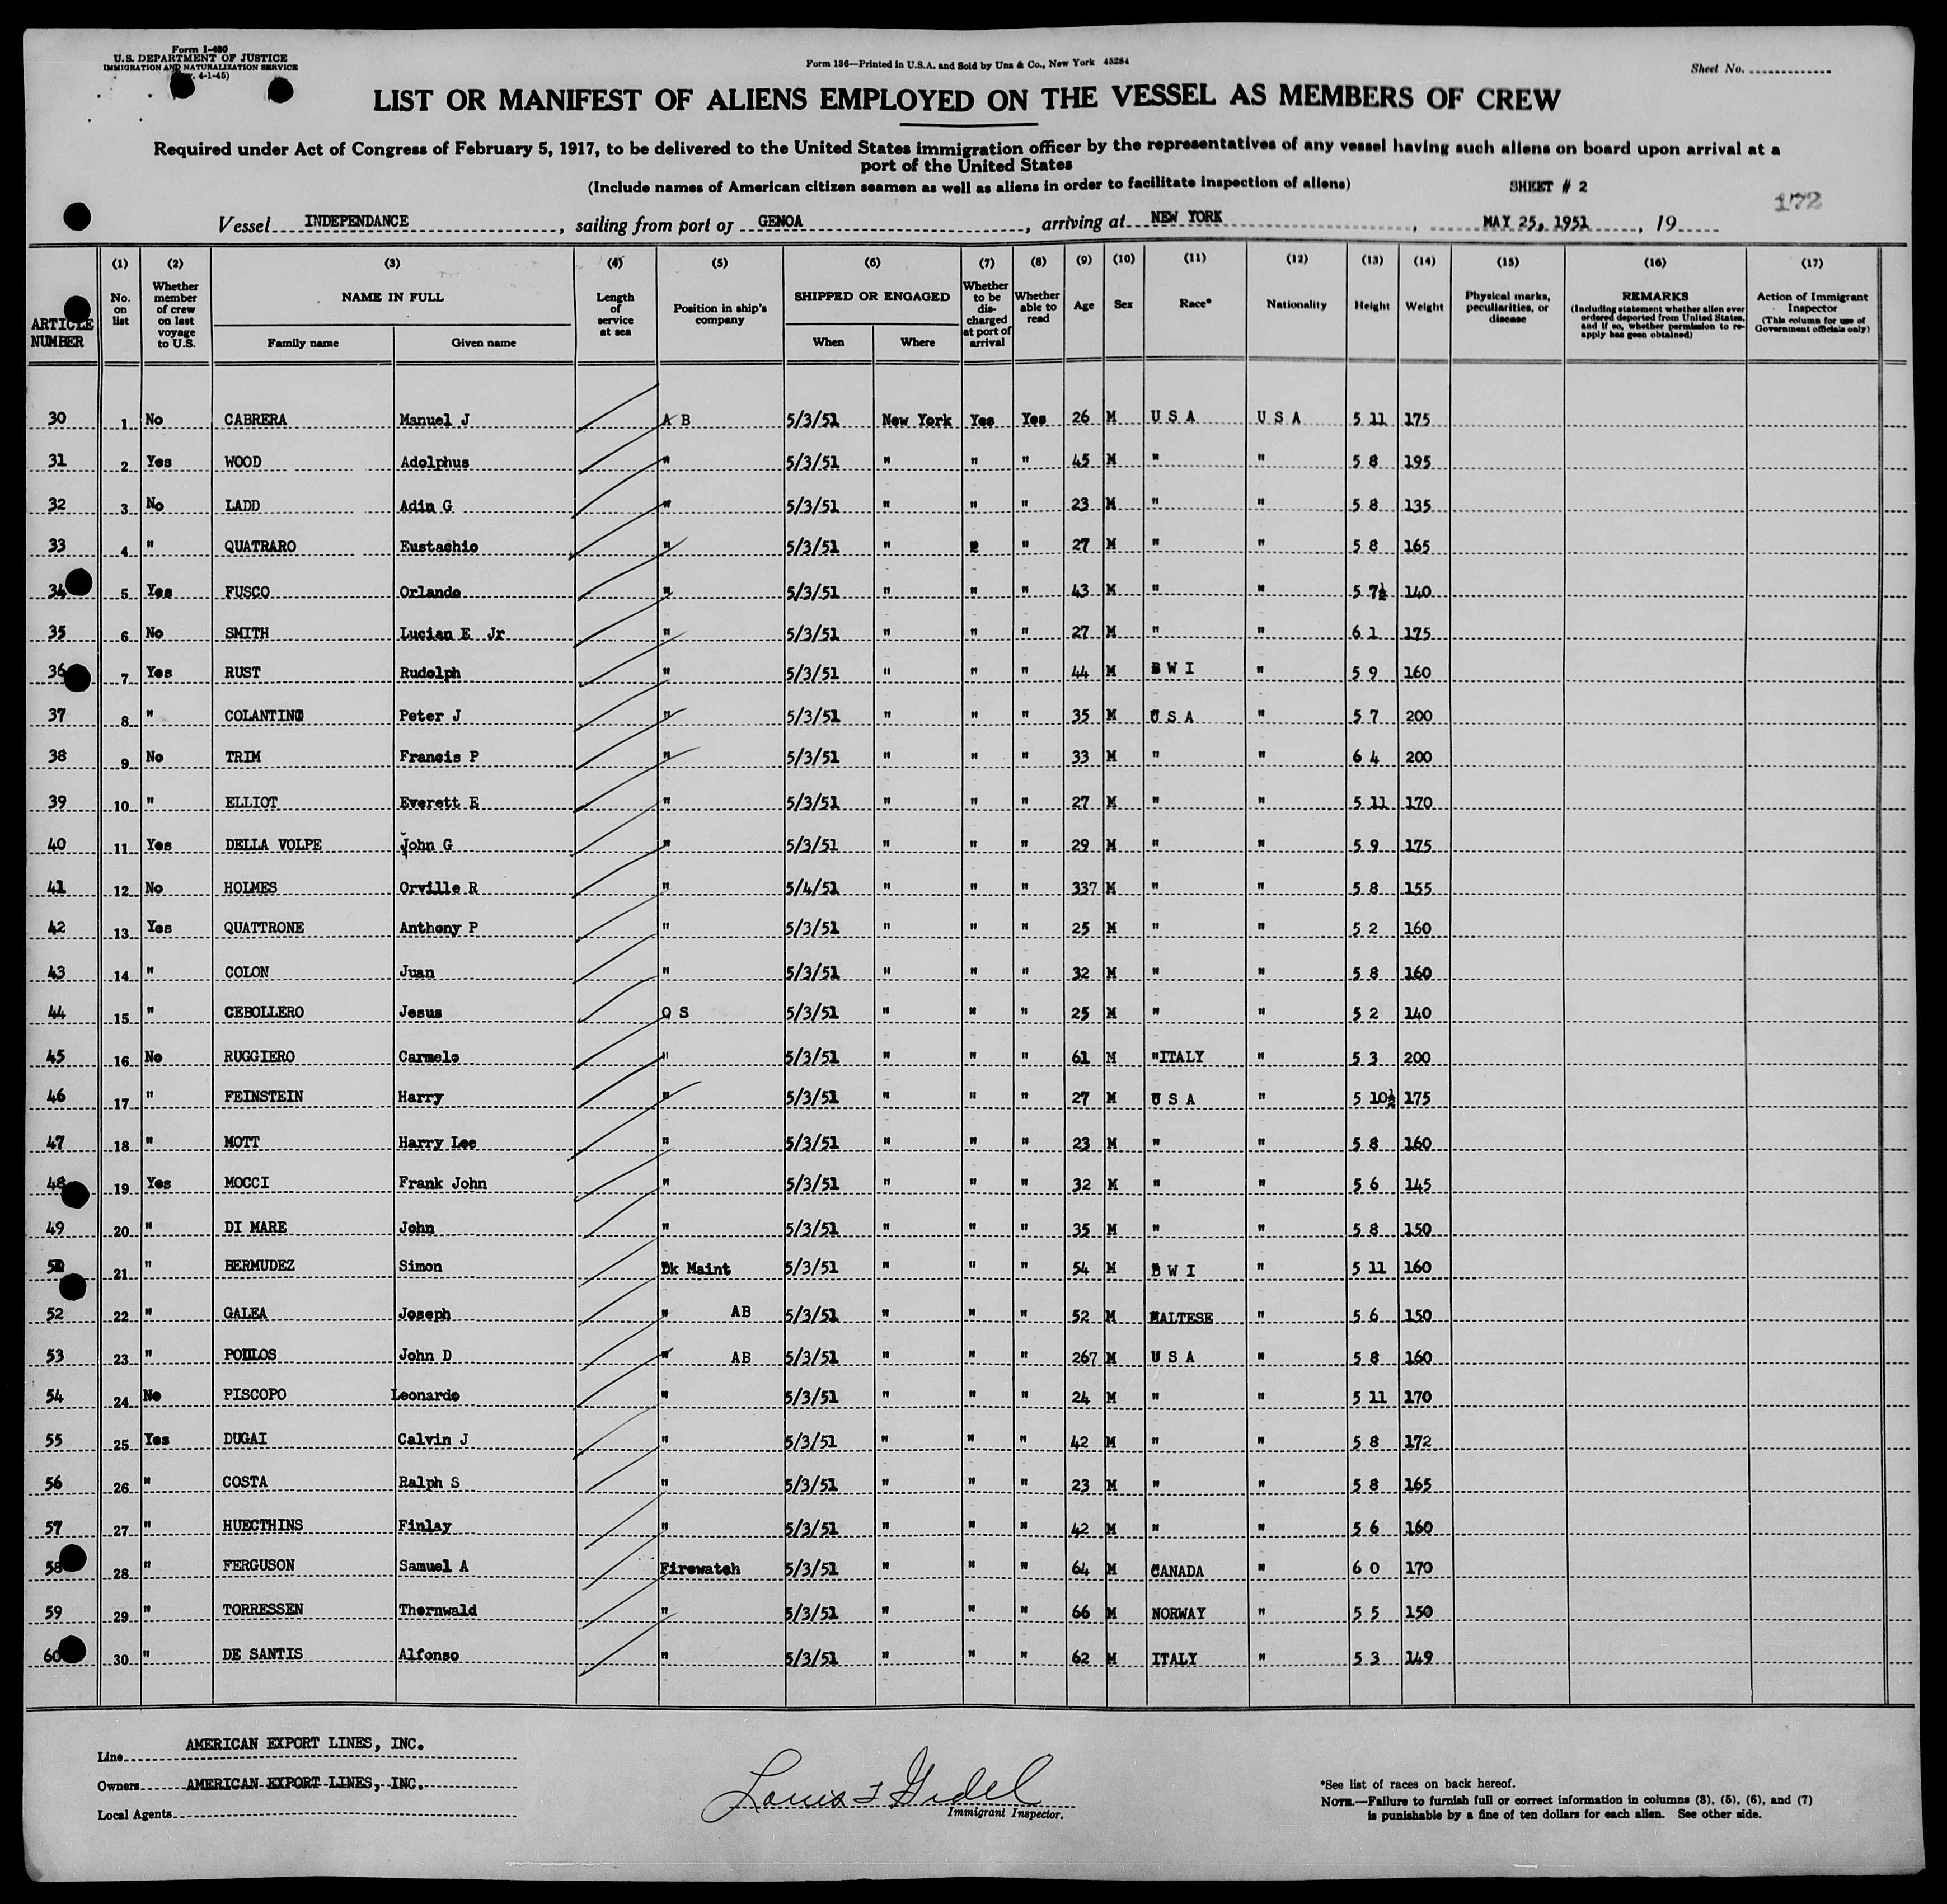 Form I-480
U.S. DEPARTMENT OF JUSTICE
IMMIGRATION AND NATURALIZATION SERVICE
4-1-45)
Form 136—Printed in U.S.A. and Sold by Unz & Co., New York 45284
Sheet No.
LIST OR MANIFEST OF ALIENS EMPLOYED ON THE VESSEL AS MEMBERS OF CREW
Required under Act of Congress of February 5, 1917, to be delivered to the United States immigration officer by the representatives of any vessel having such aliens on board upon arrival at a
port of the United States
(Include names of American citizen seamen as well as aliens in order to facilitate inspection of aliens) SHEET # 2
172
Vessel INDEPENDANCE, sailing from port of GENOA, arriving at NEW YORK, MAY 25, 1951, 19
ARTICLE NUMBER (1) No. on list (2) Whether member of crew on last voyage to U.S. (3) NAME IN FULL Family name Given name (4) Length of service at sea (5) Position in ship's company (6) SHIPPED OR ENGAGED When Where (7) Whether to be discharged at port of arrival (8) Whether able to read (9) Age (10) Sex (11) Race* (12) Nationality (13) Height (14) Weight (15) Physical marks, peculiarities, or disease (16) REMARKS (Including statement whether alien ever ordered deported from United States, and if so, whether permission to re-apply has been obtained) (17) Action of Immigrant Inspector (This column for use of Government officials only)
30 1 No CABRERA Manuel J A B 5/3/51 New York Yes Yes 26 M U S A U S A 5 11 175
31 2 Yes WOOD Adolphus " 5/3/51 " " " 45 M " " 5 8 195
32 3 No LADD Adin G " 5/3/51 " " " 23 M " " 5 8 135
33 4 " QUATRARO Eustachio " 5/3/51 " " 27 M " " 5 8 165
34 5 Yes FUSCO Orlando " 5/3/51 " " " 43 M " " 5 7½ 140
35 6 No SMITH Lucian E Jr " 5/3/51 " " " 27 M " " 6 1 175
36 7 Yes RUST Rudolph " 5/3/51 " " " 44 M B W I " 5 9 160
37 8 " COLANTINO Peter J " 5/3/51 " " " 35 M U S A " 5 7 200
38 9 No TRIM Francis P " 5/3/51 " " " 33 M " " 6 4 200
39 10 " ELLIOT Everett E " 5/3/51 " " " 27 M " " 5 11 170
40 11 Yes DELLA VOLPE John G " 5/3/51 " " " 29 M " " 5 9 175
41 12 No HOLMES Orville R " 5/4/51 " " " 337 M " " 5 8 155
42 13 Yes QUATTRONE Anthony P " 5/3/51 " " " 25 M " " 5 2 160
43 14 " COLON Juan " 5/3/51 " " " 32 M " " 5 8 160
44 15 " CEBOLLERO Jesus O S 5/3/51 " " " 25 M " " 5 2 140
45 16 No RUGGIERO Carmelo " 5/3/51 " " " 61 M "ITALY " 5 3 200
46 17 " FEINSTEIN Harry " 5/3/51 " " " 27 M U S A " 5 10½ 175
47 18 " MOTT Harry Lee " 5/3/51 " " " 23 M " " 5 8 160
48 19 Yes MOCCI Frank John " 5/3/51 " " " 32 M " " 5 6 145
49 20 " DI MARE John " 5/3/51 " " " 35 M " " 5 8 150
21 " BERMUDEZ Simon Dk Maint 5/3/51 " " " 54 M B W I " 5 11 160
52 22 " GALEA Joseph " AB 5/3/51 " " " 52 M MALTESE " 5 6 150
53 23 " POULOS John D " AB 5/3/51 " " " 267 M U S A " 5 8 160
54 24 No PISCOPO Leonardo " 5/3/51 " " " 24 M " " 5 11 170
55 25 Yes DUGAI Calvin J " 5/3/51 " " " 42 M " " 5 8 172
56 26 " COSTA Ralph S " 5/3/51 " " " 23 M " " 5 8 165
57 27 " HUECTHINS Finlay " 5/3/51 " " " 42 M " " 5 6 160
58 28 " FERGUSON Samuel A Firewatch 5/3/51 " " " 64 M CANADA " 6 0 170
59 29 " TORRESSEN Thornwald " 5/3/51 " " " 66 M NORWAY " 5 5 150
60 30 " DE SANTIS Alfonso " 5/3/51 " " " 62 M ITALY " 5 3 149
Line AMERICAN EXPORT LINES, INC.
Owners AMERICAN EXPORT LINES, INC.
Local Agents
Louis
Immigrant Inspector.
*See list of races on back hereof.
NOTE.—Failure to furnish full or correct information in columns (3), (5), (6), and (7)
is punishable by a fine of ten dollars for each alien. See other side.